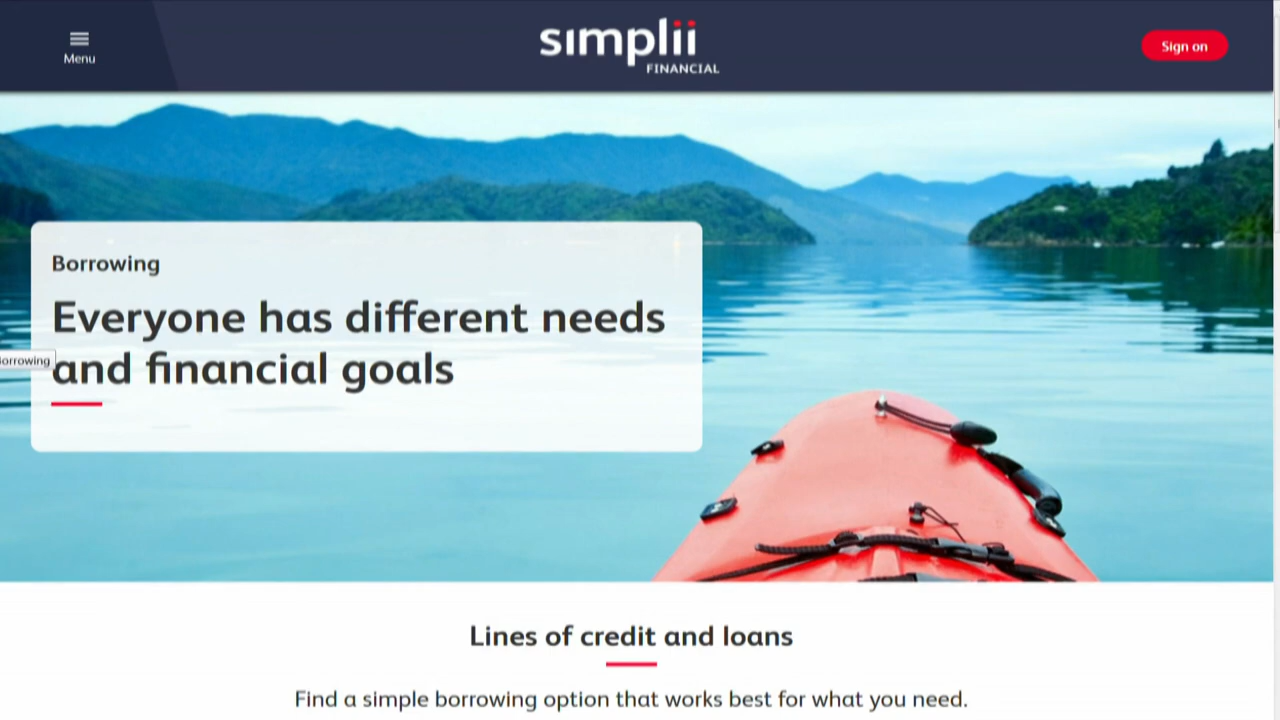 Menu
simplii
FINANCIAL
Sign on
Borrowing
Everyone has different needs
and financial goals
orrowing
Lines of credit and loans
Find a simple borrowing option that works best for what you need.